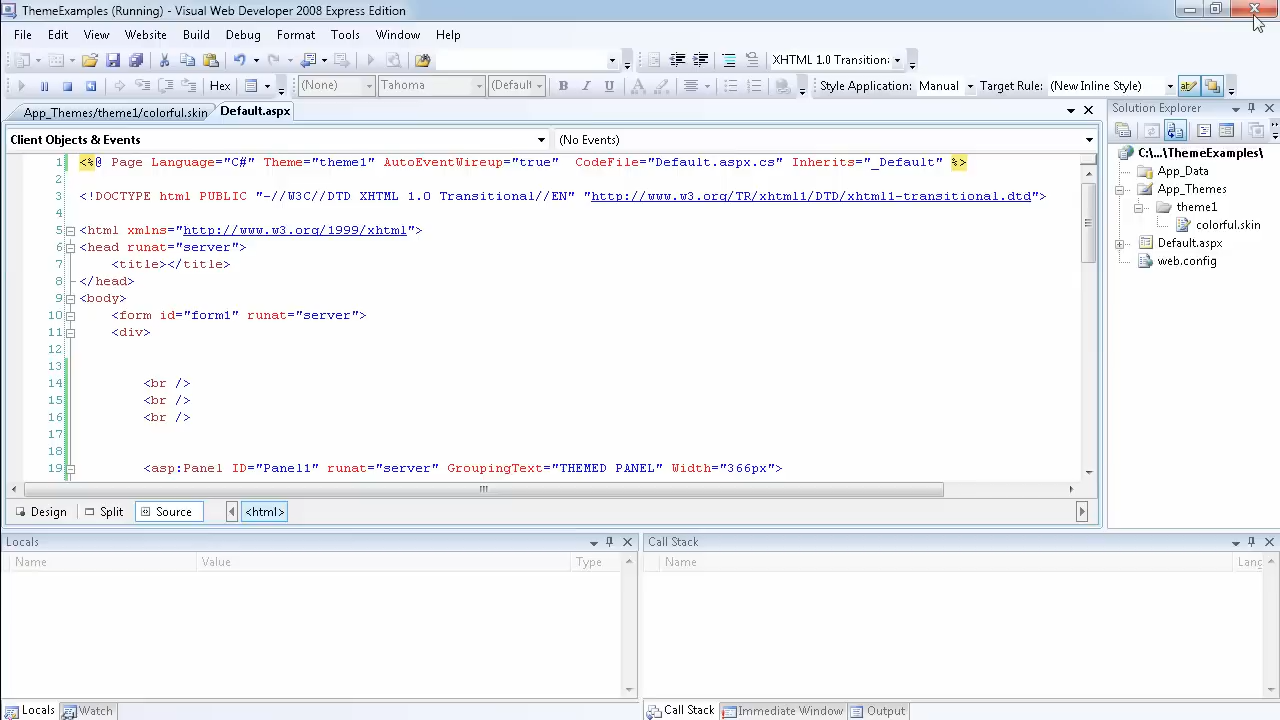 ThemeExamples (Running) - Visual Web Developer 2008 Express Edition
File Edit View Website Build Debug Format Tools Window Help
XHTML 1.0 Transition
Hex (None) Tahoma (Default Style Application: Manual Target Rule: (New Inline Style)
App_Themes/theme1/colorful.skin Default.aspx
Client Objects & Events (No Events)
1 <%@ Page Language="C#" Theme="theme1" AutoEventWireup="true" CodeFile="Default.aspx.cs" Inherits="_Default" %>
2
3 <!DOCTYPE html PUBLIC "-//W3C//DTD XHTML 1.0 Transitional//EN" "http://www.w3.org/TR/xhtml1/DTD/xhtml1-transitional.dtd">
4
5 <html xmlns="http://www.w3.org/1999/xhtml">
6 <head runat="server">
7 <title></title>
8 </head>
9 <body>
10 <form id="form1" runat="server">
11 <div>
12
13
14 <br />
15 <br />
16 <br />
17
18
19 <asp:Panel ID="Panel1" runat="server" GroupingText="THEMED PANEL" Width="366px">
Design Split Source <html>
Solution Explorer
C:\...\ThemeExamples\
App_Data
App_Themes
theme1
colorful.skin
Default.aspx
web.config
Locals
Name Value Type
Locals Watch
Call Stack
Name Lang
Call Stack Immediate Window Output